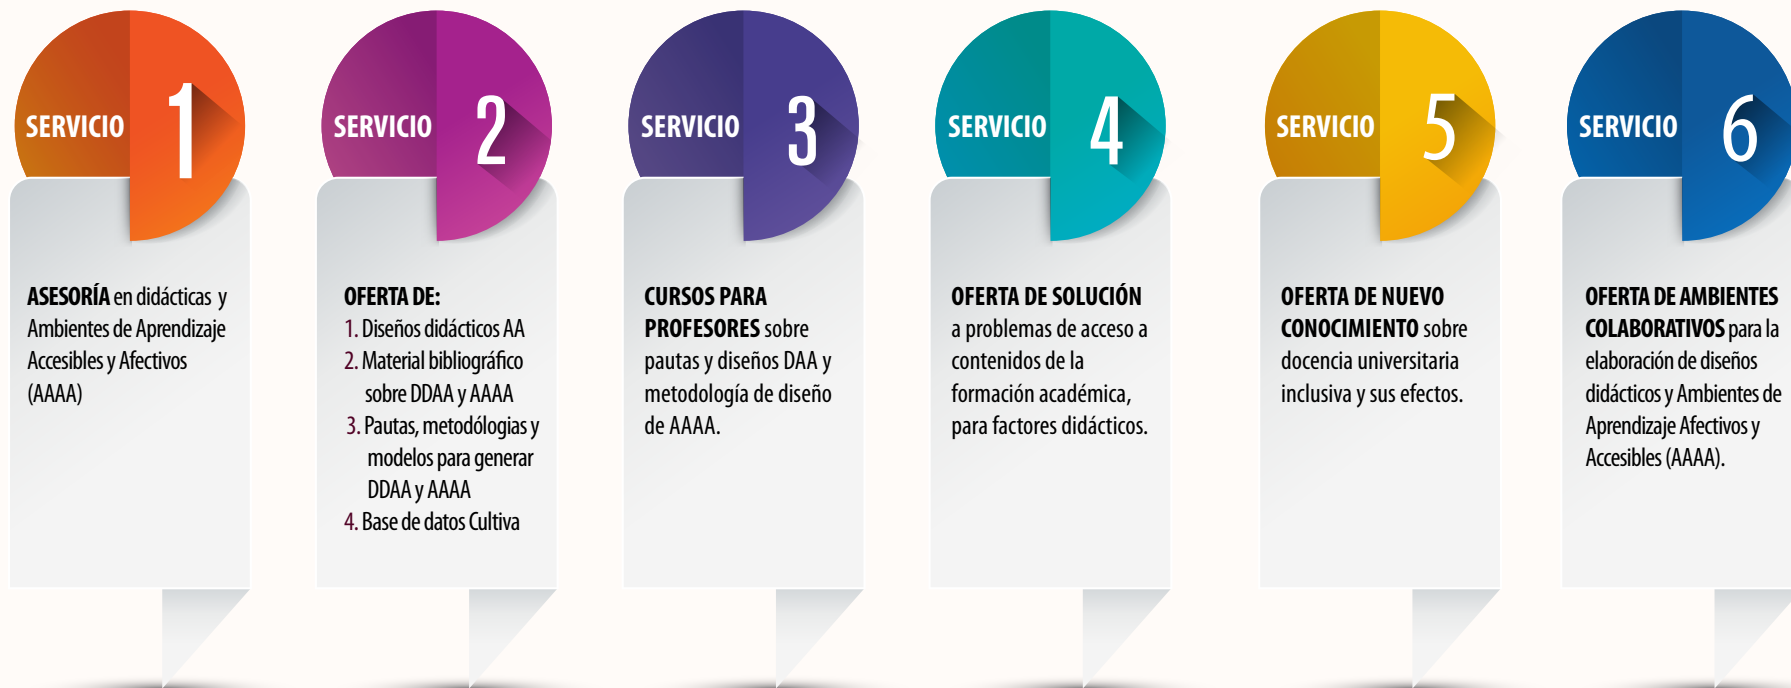 SERVICIO 1
ASESORÍA en didácticas y
Ambientes de Aprendizaje
Accesibles y Afectivos
(AAAA)
SERVICIO 2
OFERTA DE:
1. Diseños didácticos AA
2. Material bibliográfico
sobre DDAA y AAAA
3. Pautas, metodólogias y
modelos para generar
DDAA y AAAA
4. Base de datos Cultiva
SERVICIO 3
CURSOS PARA
PROFESORES sobre
pautas y diseños DAA y
metodología de diseño
de AAAA.
SERVICIO 4
OFERTA DE SOLUCIÓN
a problemas de acceso a
contenidos de la
formación académica,
para factores didácticos.
SERVICIO 5
OFERTA DE NUEVO
CONOCIMIENTO sobre
docencia universitaria
inclusiva y sus efectos.
SERVICIO 6
OFERTA DE AMBIENTES
COLABORATIVOS para la
elaboración de diseños
didácticos y Ambientes de
Aprendizaje Afectivos y
Accesibles (AAAA).